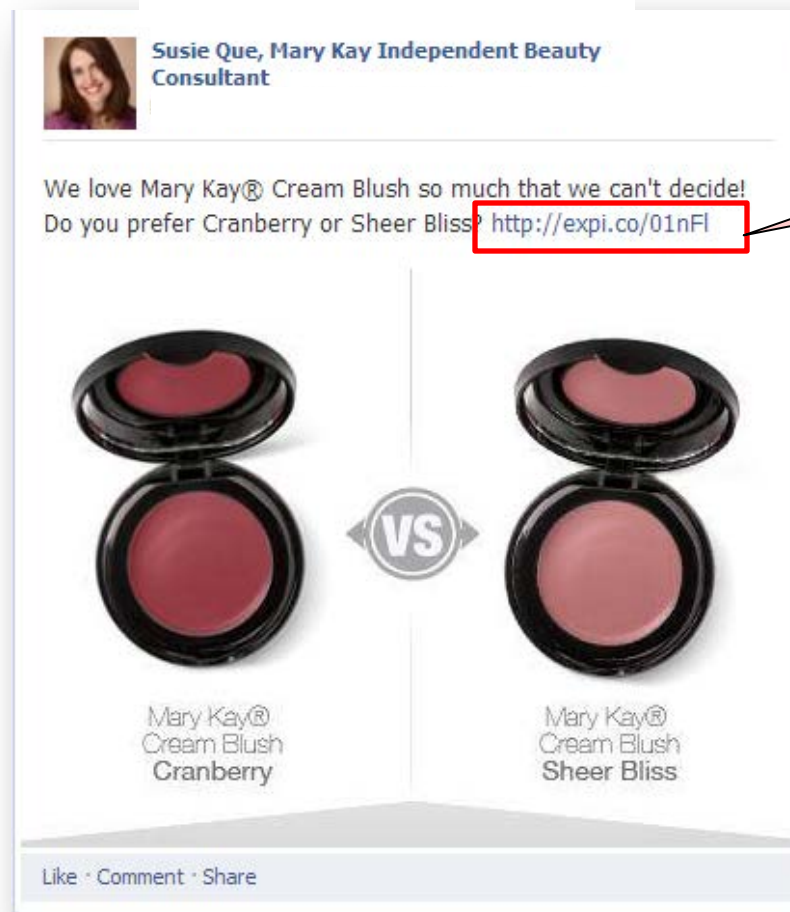 Susie Que, Mary Kay Independent Beauty
Consultant
We love Mary Kay® Cream Blush so much that we can't decide!
Do you prefer Cranberry or Sheer Bliss? http://expi.co/01nFl
VS
Mary Kay®
Cream Blush
Cranberry
Mary Kay®
Cream Blush
Sheer Bliss
Like · Comment · Share